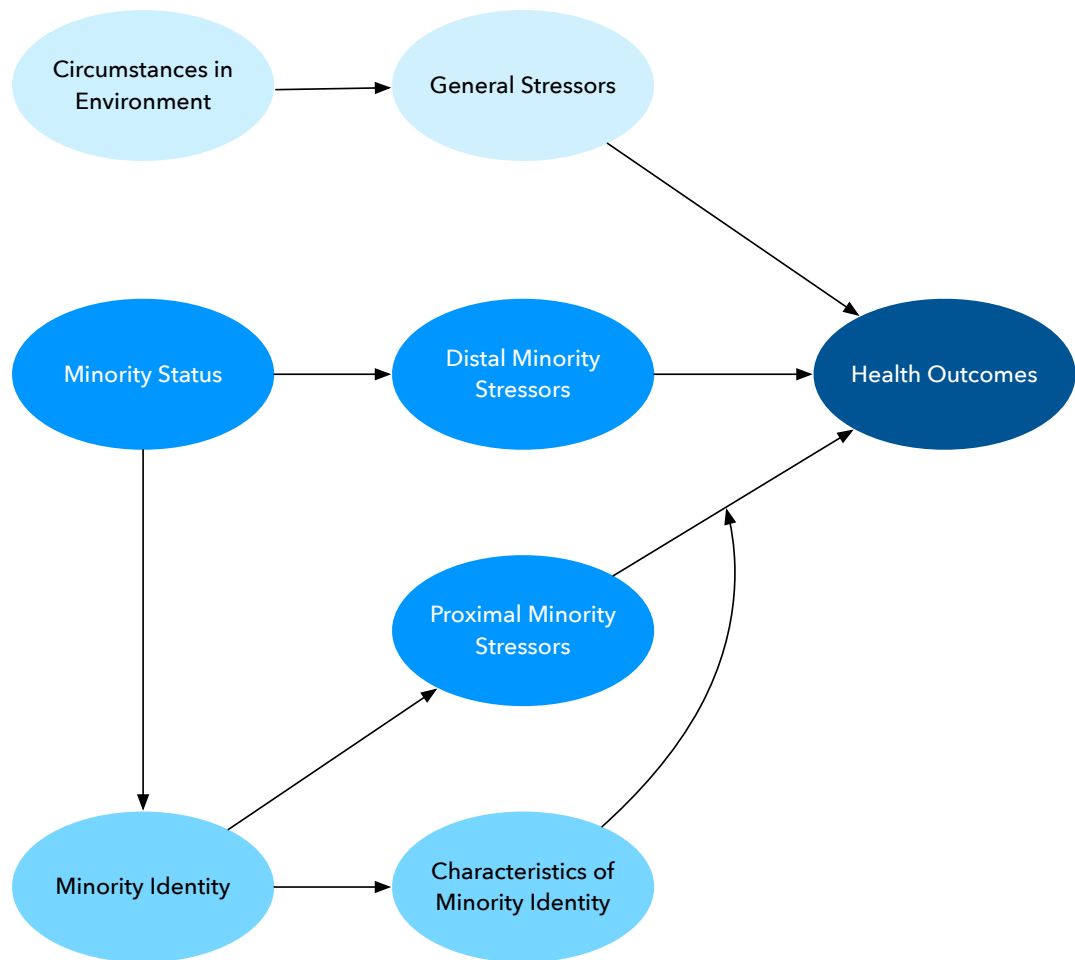 Circumstances in
Environment
General Stressors
Minority Status
Distal Minority
Stressors
Health Outcomes
Proximal Minority
Stressors
Minority Identity
Characteristics of
Minority Identity